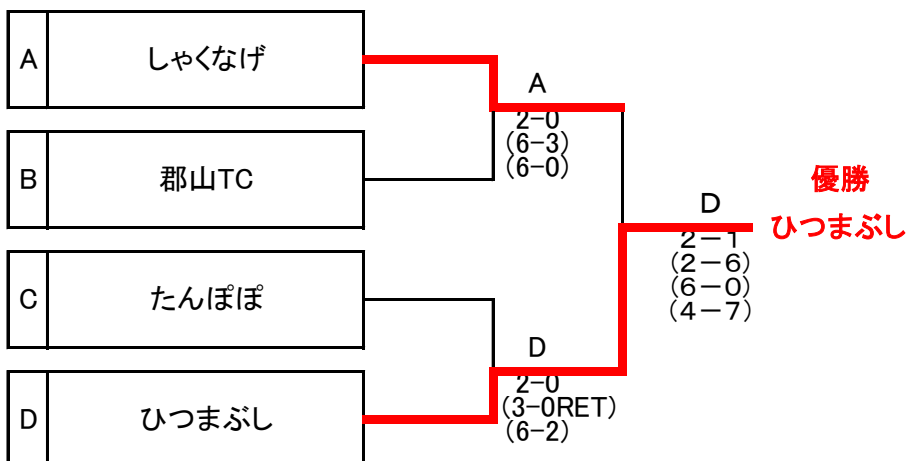 A しゃくなげ
A
2-0
(6-3)
(6-0)
B 郡山TC
優勝
ひつまぶし
D
2－1
(2－6)
(6－0)
(4－7)
C たんぽぽ
D
2-0
(3-0RET)
(6-2)
D ひつまぶし